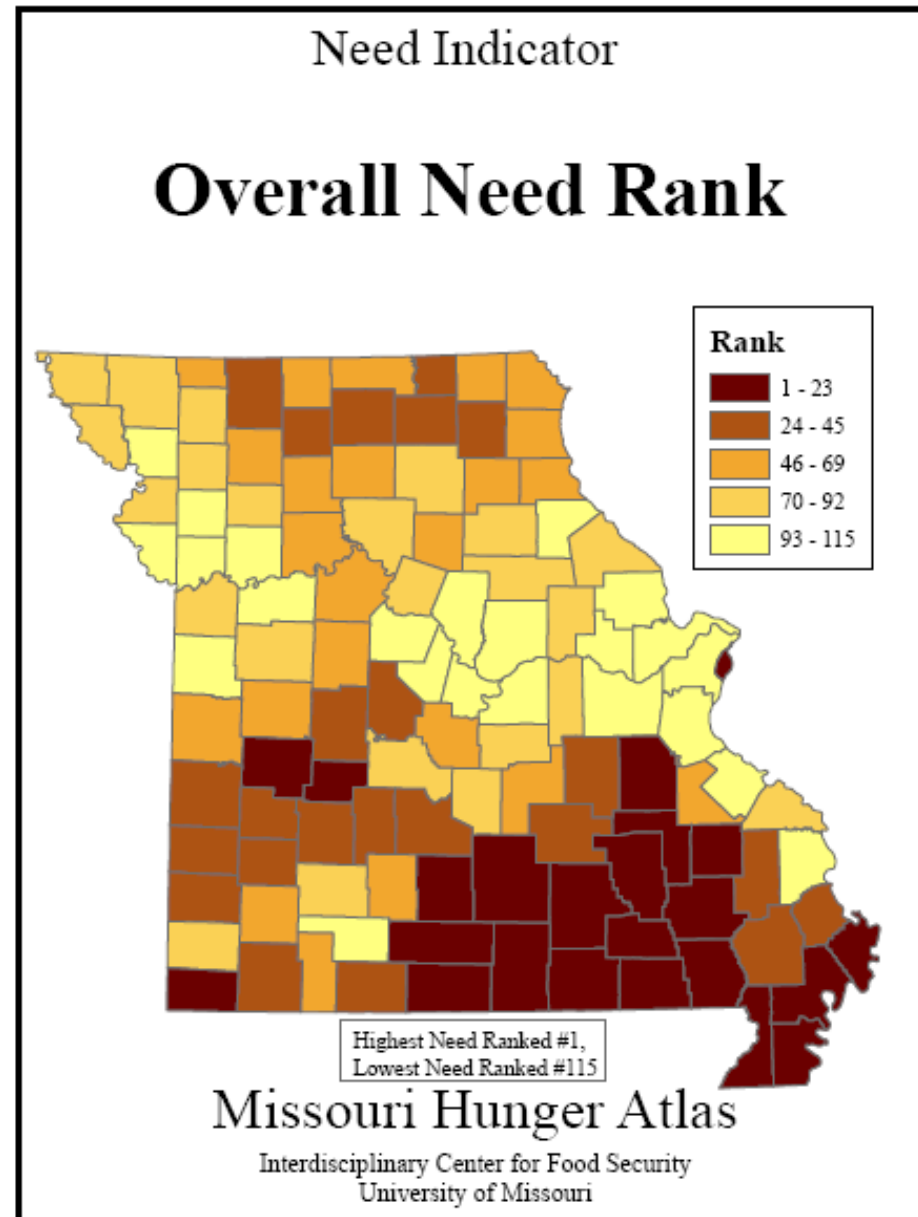 Need Indicator
Overall Need Rank
Rank
1 - 23
24 - 45
46 - 69
70 - 92
93 - 115
Highest Need Ranked #1,
Lowest Need Ranked #115
Missouri Hunger Atlas
Interdisciplinary Center for Food Security
University of Missouri